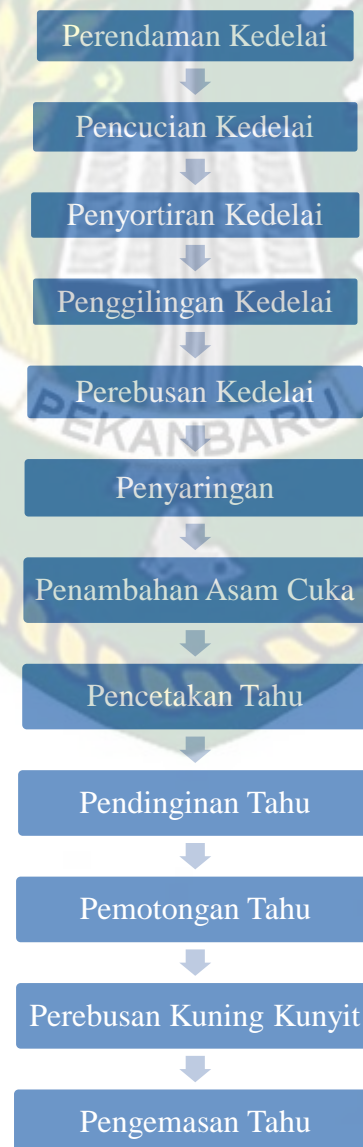 Perendaman Kedelai
Pencucian Kedelai
Penyortiran Kedelai
Penggilingan Kedelai
Perebusan Kedelai
PEKANBARU
Penyaringan
Penambahan Asam Cuka
Pencetakan Tahu
Pendinginan Tahu
Pemotongan Tahu
Perebusan Kuning Kunyit
Pengemasan Tahu